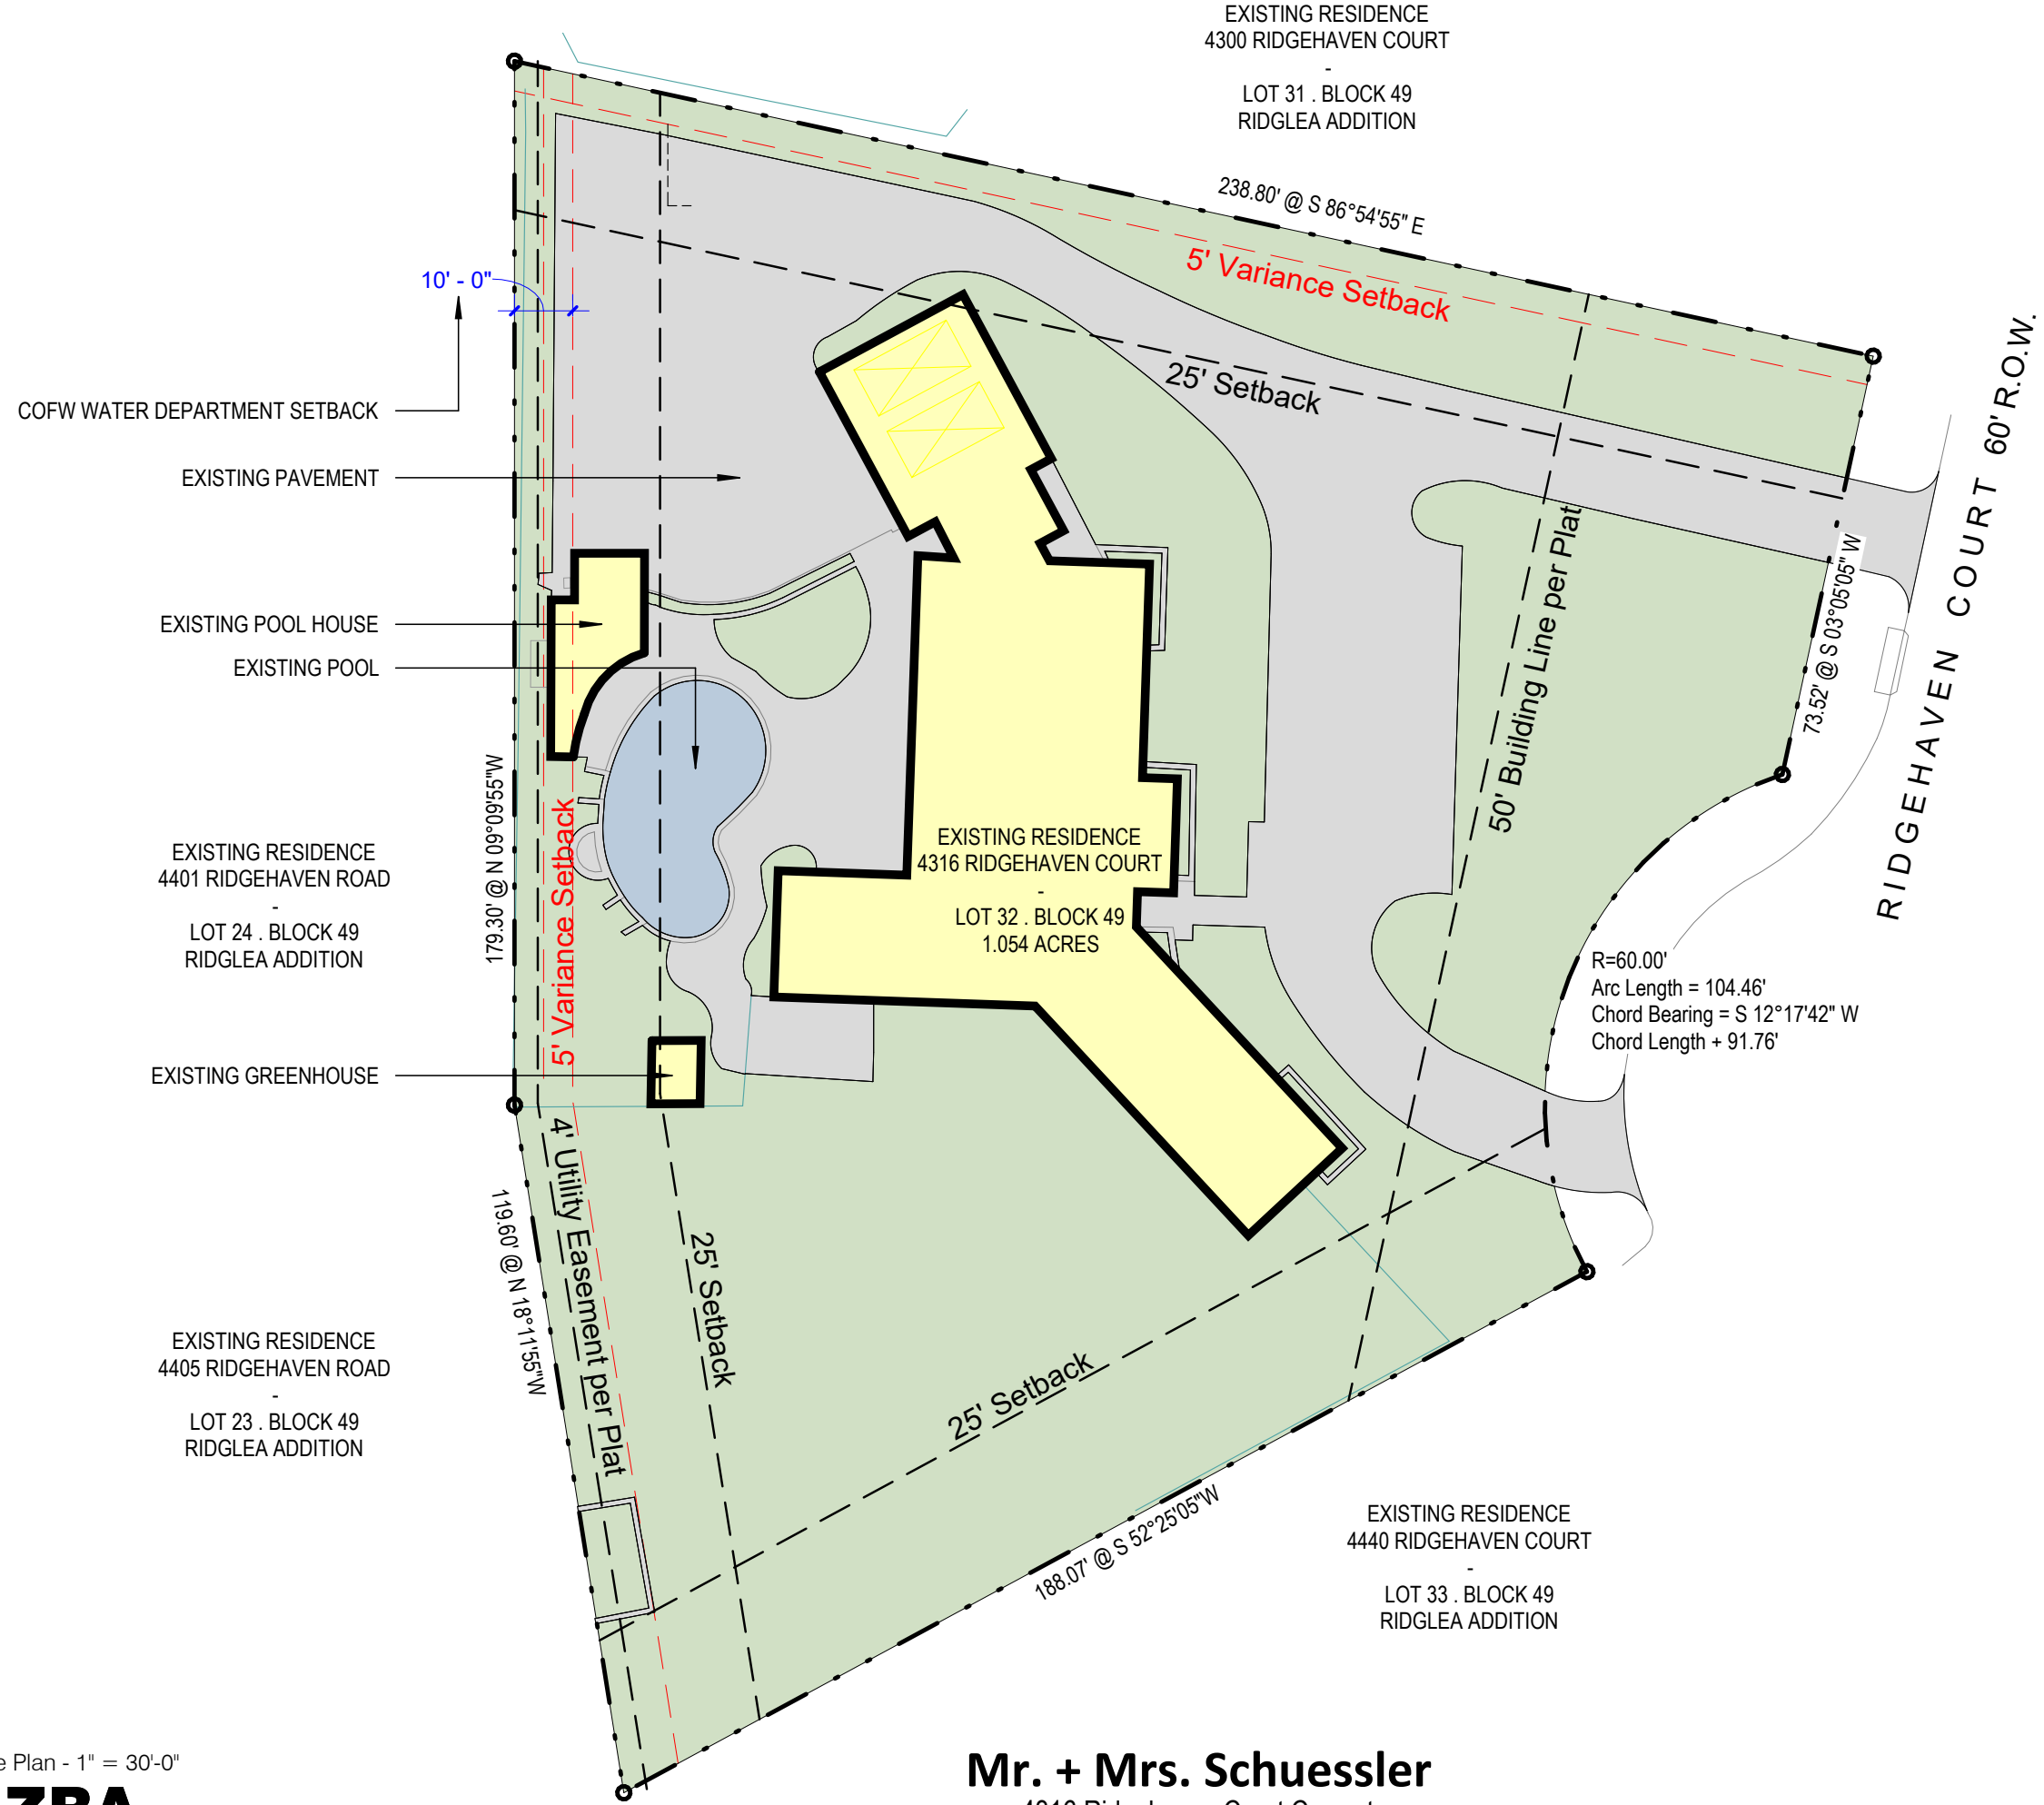 EXISTING RESIDENCE
4300 RIDGEHAVEN COURT
-
LOT 31 . BLOCK 49
RIDGLEA ADDITION
238.80' @ S 86°54'55" E
5' Variance Setback
25' Setback
10' - 0"
COFW WATER DEPARTMENT SETBACK
EXISTING PAVEMENT
EXISTING POOL HOUSE
EXISTING POOL
RIDGEHAVEN COURT 60' R.O.W.
73.52' @ S 03°05'05" W
50' Building Line per Plat
179.30' @ N 09°09'55"W
5' Variance Setback
EXISTING RESIDENCE
4401 RIDGEHAVEN ROAD
-
LOT 24 . BLOCK 49
RIDGLEA ADDITION
EXISTING RESIDENCE
4316 RIDGEHAVEN COURT
-
LOT 32 . BLOCK 49
1.054 ACRES
R=60.00'
Arc Length = 104.46'
Chord Bearing = S 12°17'42" W
Chord Length + 91.76'
EXISTING GREENHOUSE
4' Utility Easement per Plat
119.60' @ N 18°11'55"W
25' Setback
25' Setback
EXISTING RESIDENCE
4405 RIDGEHAVEN ROAD
-
LOT 23 . BLOCK 49
RIDGLEA ADDITION
188.07' @ S 52°25'05"W
EXISTING RESIDENCE
4440 RIDGEHAVEN COURT
-
LOT 33 . BLOCK 49
RIDGLEA ADDITION
Plan - 1" = 30'-0"
ZBA
Mr. + Mrs. Schuessler